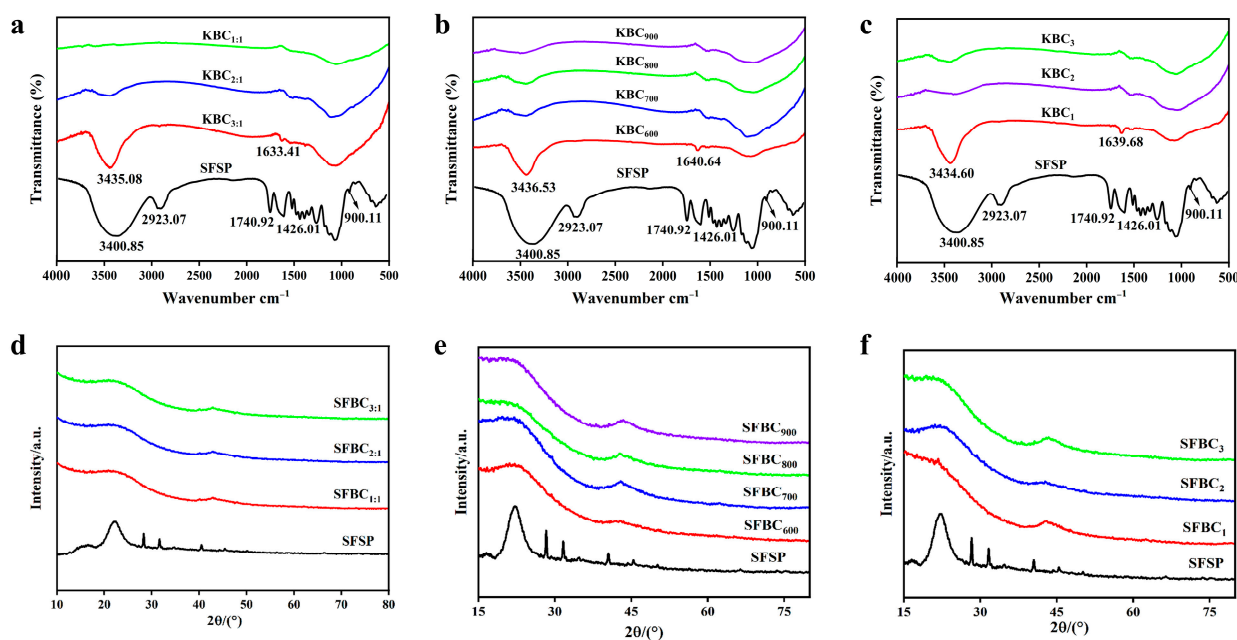 a
KBC1:1
KBC2:1
KBC3:1
1633.41
3435.08
SFSP
2923.07
1740.92
1426.01
900.11
3400.85
Transmittance (%)
4000 3500 3000 2500 2000 1500 1000 500
Wavenumber cm−1
b
KBC900
KBC800
KBC700
KBC600
1640.64
3436.53
SFSP
2923.07
1740.92
1426.01
900.11
3400.85
Transmittance (%)
4000 3500 3000 2500 2000 1500 1000 500
Wavenumber cm−1
c
KBC3
KBC2
KBC1
1639.68
3434.60
SFSP
2923.07
1740.92
1426.01
900.11
3400.85
Transmittance (%)
4000 3500 3000 2500 2000 1500 1000 500
Wavenumber cm−1
d
SFBC3:1
SFBC2:1
SFBC1:1
SFSP
Intensity/a.u.
10 20 30 40 50 60 70 80
2θ/(°)
e
SFBC900
SFBC800
SFBC700
SFBC600
SFSP
Intensity/a.u.
15 30 45 60 75
2θ/(°)
f
SFBC3
SFBC2
SFBC1
SFSP
Intensity/a.u.
15 30 45 60 75
2θ/(°)